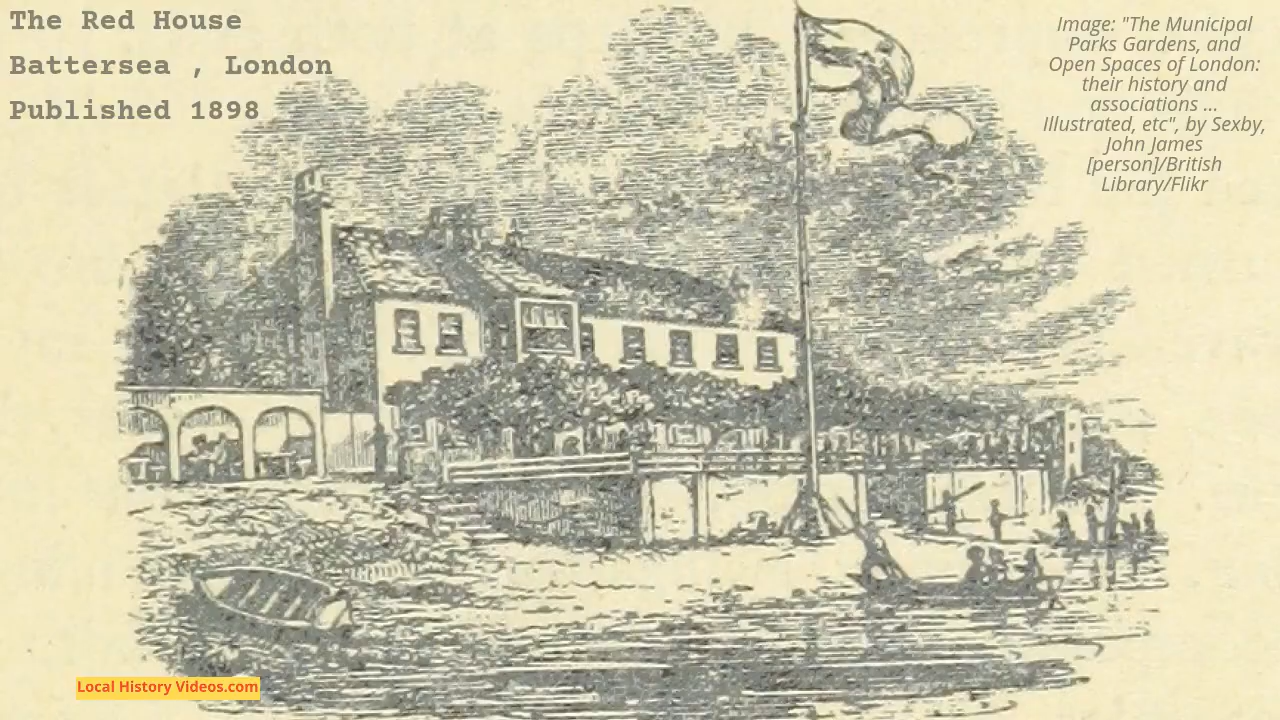 The Red House
Battersea , London
Published 1898
Image: "The Municipal
Parks Gardens, and
Open Spaces of London:
their history and
associations ...
Illustrated, etc", by Sexby,
John James
[person]/British
Library/Flikr
Local History Videos.com